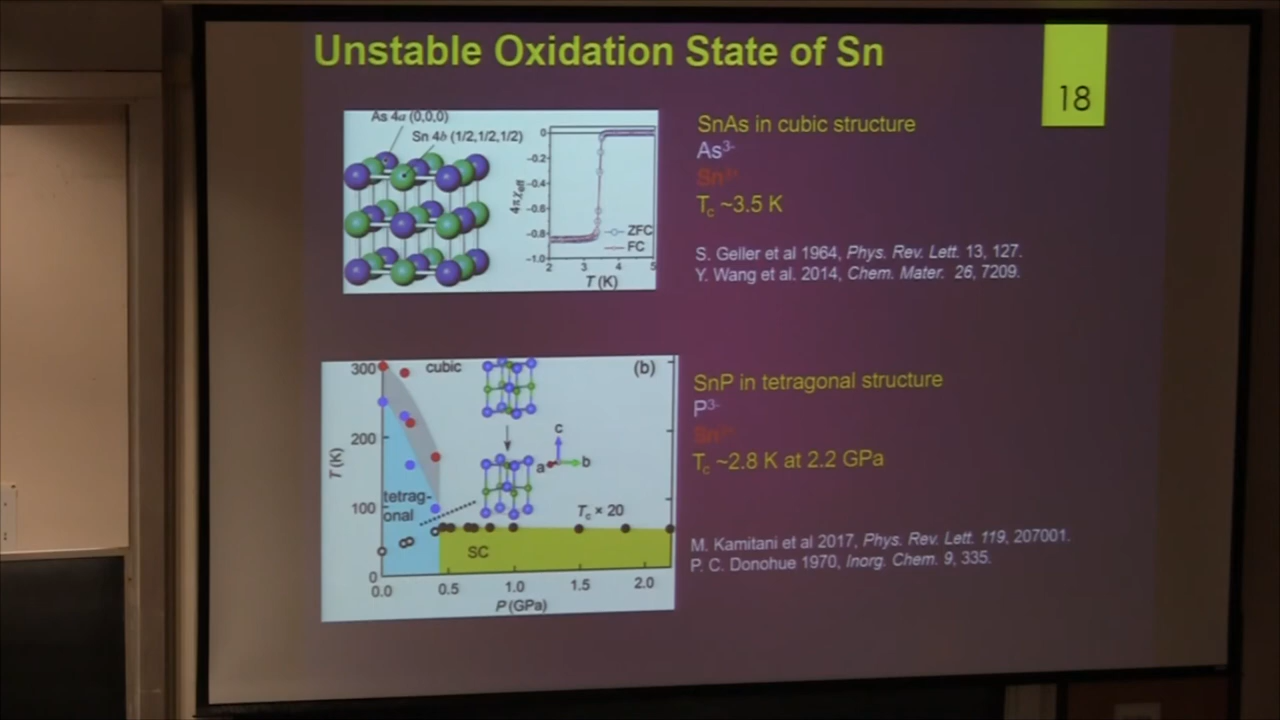 Unstable Oxidation State of Sn
18
As 4a (0,0,0)
Sn 4b (1/2,1/2,1/2)
0
-0.2
-0.4
-0.6
-0.8
-1.0
4πχeff
ZFC
FC
2 3 4 5
T (K)
SnAs in cubic structure
As3-
Tc ~3.5 K
S. Geller et al 1964, Phys. Rev. Lett. 13, 127.
Y. Wang et al. 2014, Chem. Mater. 26, 7209.
300
200
100
0
T (K)
cubic
(b)
c
a
b
tetrag-
onal
Tc × 20
SC
0.0 0.5 1.0 1.5 2.0
P (GPa)
SnP in tetragonal structure
P3-
Tc ~2.8 K at 2.2 GPa
M. Kamitani et al 2017, Phys. Rev. Lett. 119, 207001.
P. C. Donohue 1970, Inorg. Chem. 9, 335.